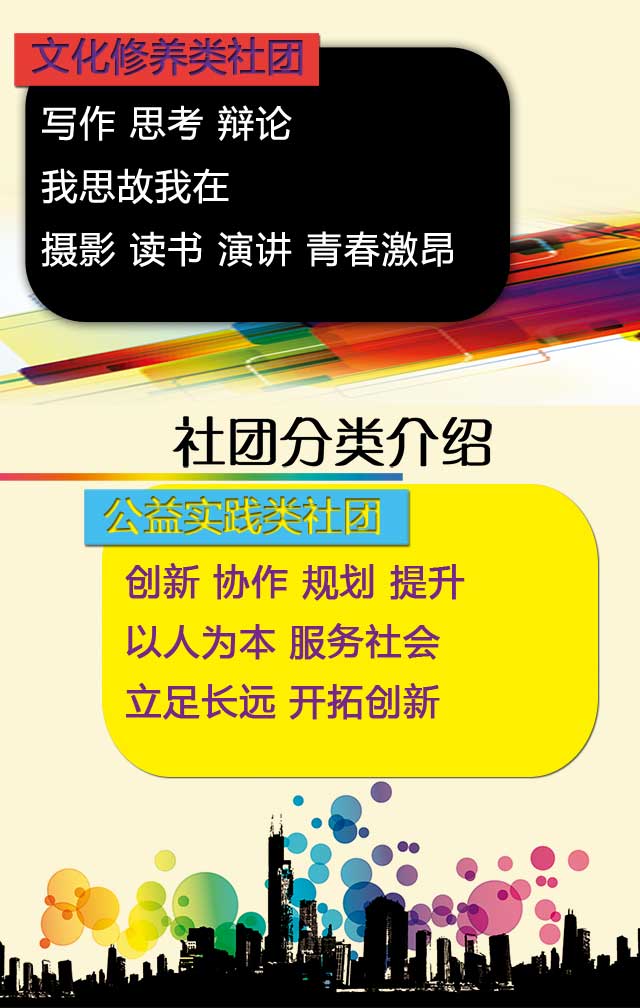 文化修养类社团
写作 思考 辩论
我思故我在
摄影 读书 演讲 青春激昂
社团分类介绍
公益实践类社团
创新 协作 规划 提升
以人为本 服务社会
立足长远 开拓创新